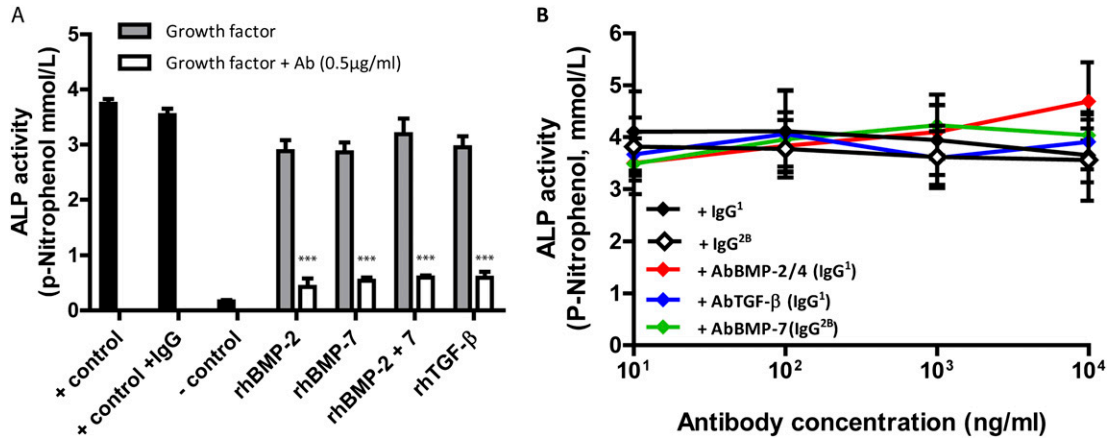 A
Growth factor
Growth factor + Ab (0.5µg/ml)
ALP activity
(p-Nitrophenol mmol/L)
5
4
3
2
1
0
***
***
***
***
+ control
+ control +IgG
- control
rhBMP-2
rhBMP-7
rhBMP-2 + 7
rhTGF-β
B
ALP activity
(P-Nitrophenol, mmol/L)
6
5
4
3
2
1
0
+ IgG¹
+ IgG²ᴮ
+ AbBMP-2/4 (IgG¹)
+ AbTGF-β (IgG¹)
+ AbBMP-7(IgG²ᴮ)
10¹
10²
10³
10⁴
Antibody concentration (ng/ml)